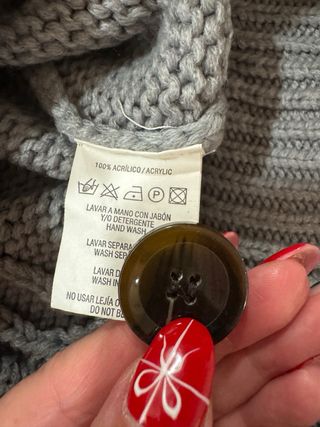 100% ACRÍLICO / ACRYLIC
P
LAVAR A MANO CON JABÓN
Y/O DETERGENTE
HAND WASH
LAVAR SEPARA
WASH SEP
LAVAR D
WASH IN
NO USAR LEJÍA O
DO NOT B